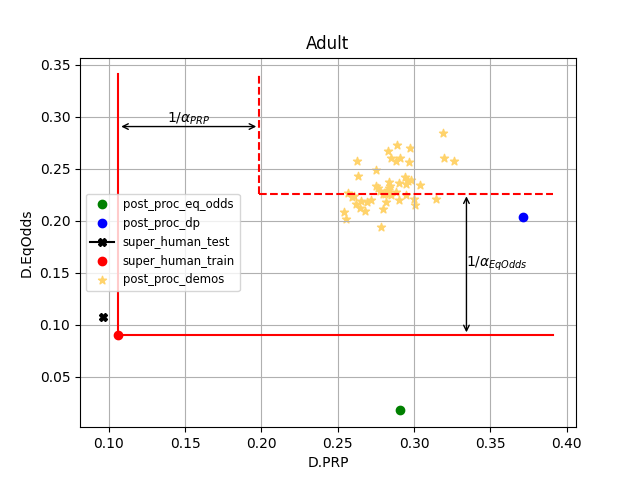 Adult
0.35
0.30
0.25
0.20
0.15
0.10
0.05
D.EqOdds
1/α_PRP
1/α_EqOdds
post_proc_eq_odds
post_proc_dp
super_human_test
super_human_train
post_proc_demos
0.10 0.15 0.20 0.25 0.30 0.35 0.40
D.PRP